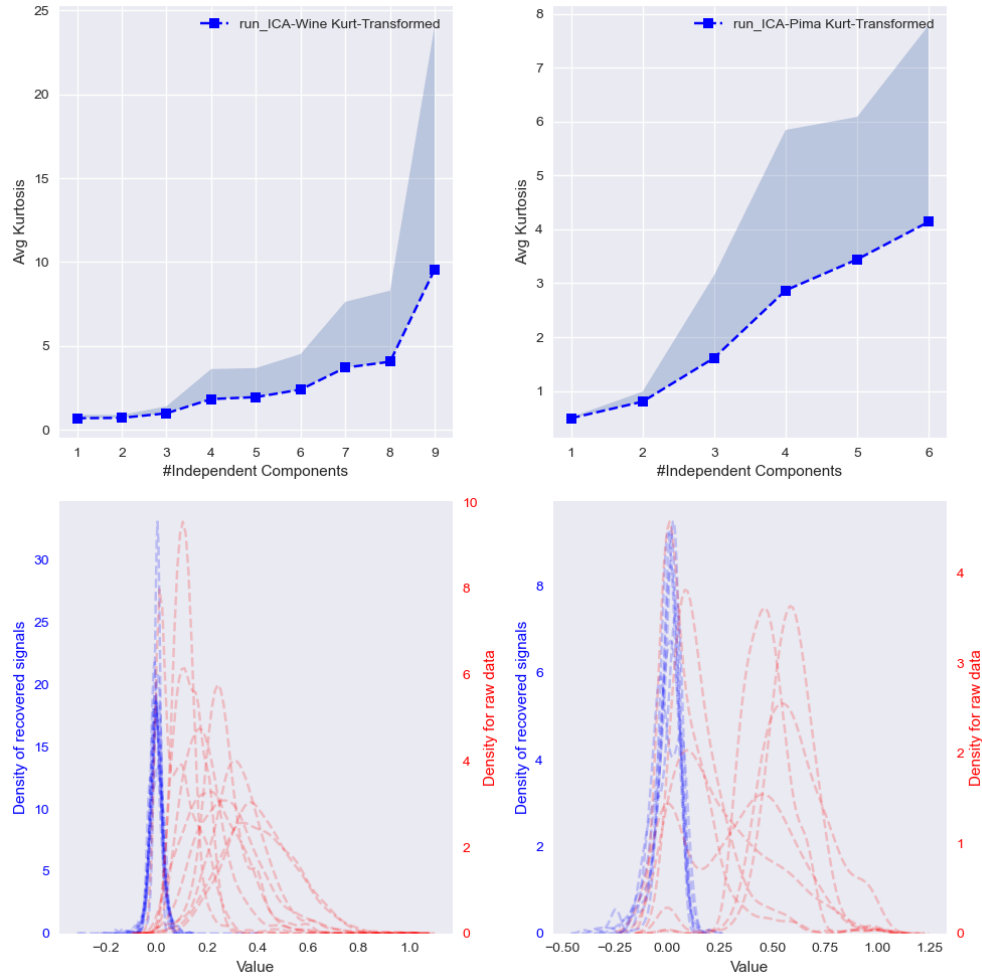 run_ICA-Wine Kurt-Transformed
25
20
15
10
5
0
Avg Kurtosis
1 2 3 4 5 6 7 8 9
#Independent Components
run_ICA-Pima Kurt-Transformed
8
7
6
5
4
3
2
1
Avg Kurtosis
1 2 3 4 5 6
#Independent Components
30
25
20
15
10
5
0
Density of recovered signals
10
8
6
4
2
0
Density for raw data
−0.2 0.0 0.2 0.4 0.6 0.8 1.0
Value
8
6
4
2
0
Density of recovered signals
4
3
2
1
0
Density for raw data
−0.50 −0.25 0.00 0.25 0.50 0.75 1.00 1.25
Value